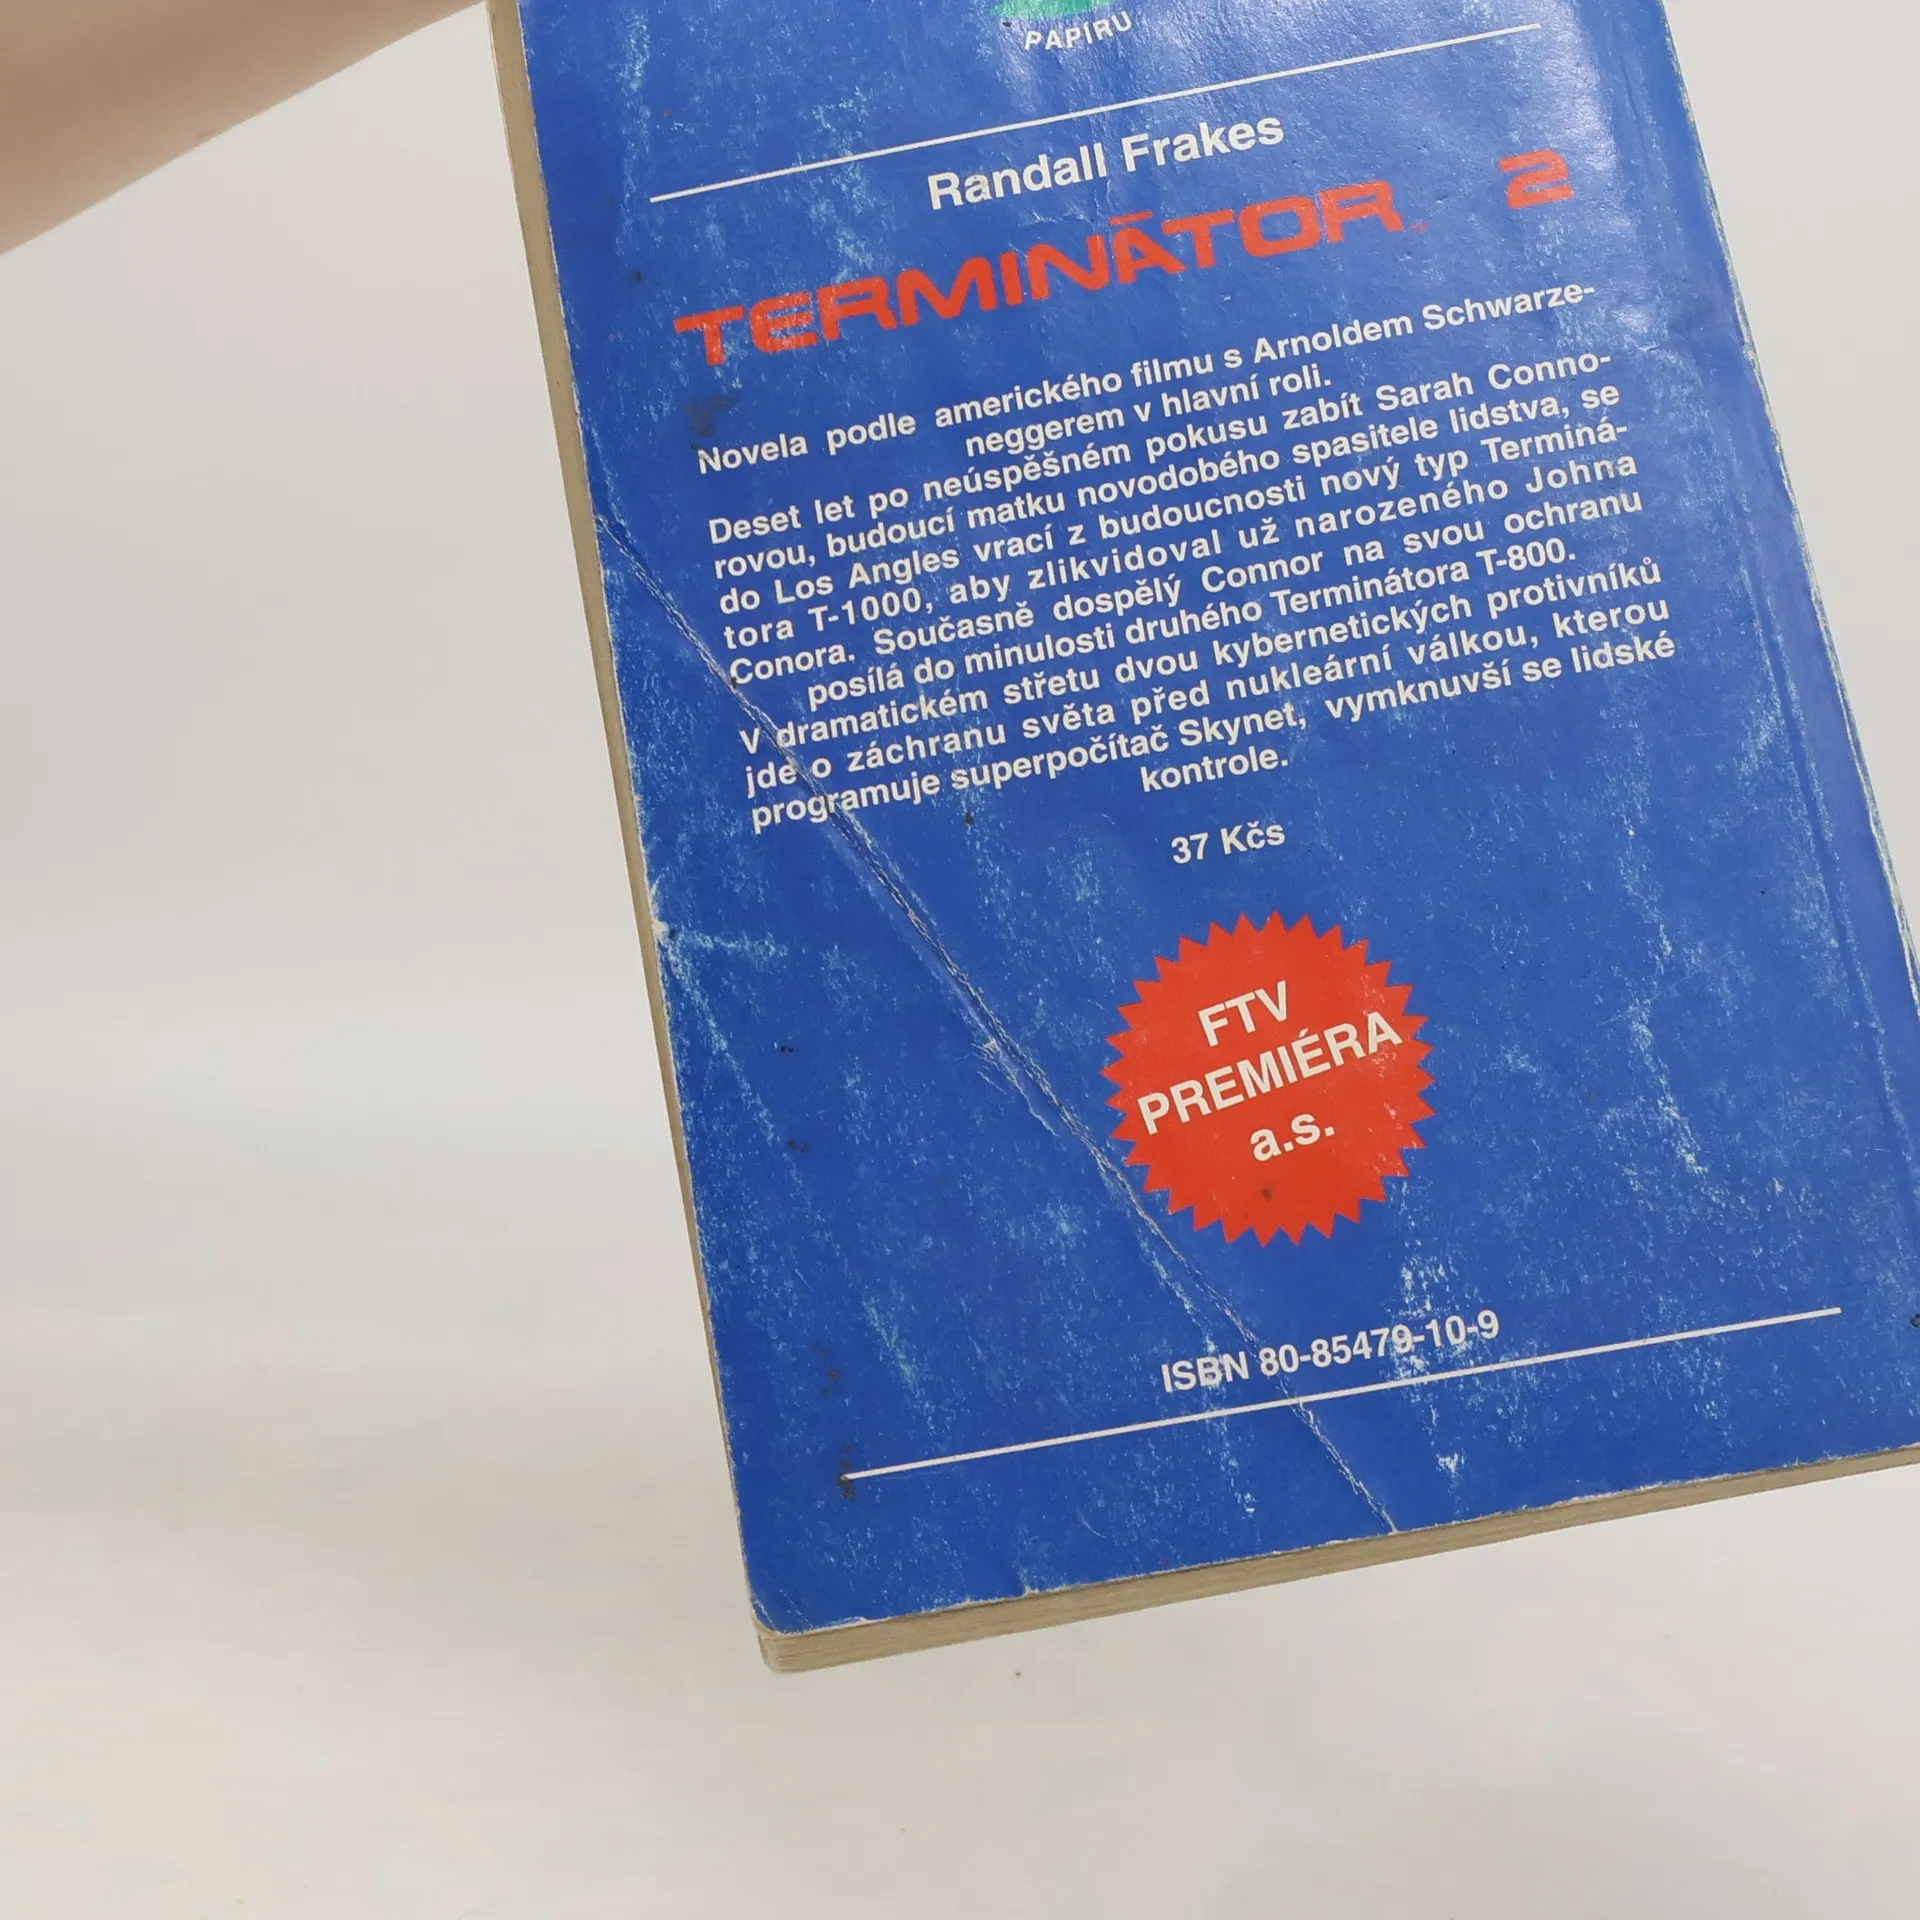 PAPÍRU
Randall Frakes
TERMINÁTOR 2
Novela podle amerického filmu s Arnoldem Schwarze-
neggerem v hlavní roli.
Deset let po neúspěšném pokusu zabít Sarah Conno-
rovou, budoucí matku novodobého spasitele lidstva, se
do Los Angles vrací z budoucnosti nový typ Terminá-
tora T-1000, aby zlikvidoval už narozeného Johna
Conora. Současně dospělý Connor na svou ochranu
posílá do minulosti druhého Terminátora T-800.
V dramatickém střetu dvou kybernetických protivníků
jde o záchranu světa před nukleární válkou, kterou
programuje superpočítač Skynet, vymknuvší se lidské
kontrole.
37 Kčs
FTV
PREMIÉRA
a.s.
ISBN 80-85479-10-9